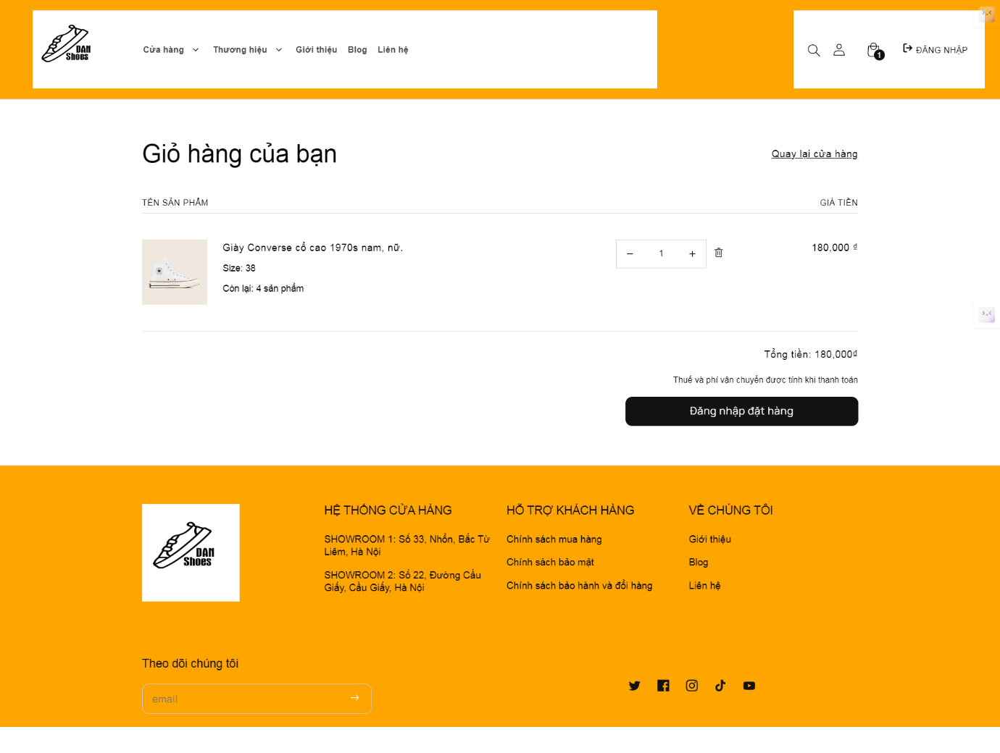 DAN
Shoes
Cửa hàng
Thương hiệu
Giới thiệu
Blog
Liên hệ
1
ĐĂNG NHẬP
Giỏ hàng của bạn
Quay lại cửa hàng
TÊN SẢN PHẨM
GIÁ TIỀN
Giày Converse cổ cao 1970s nam, nữ.
− 1 +
180,000 ₫
Size: 38
Còn lại: 4 sản phẩm
Tổng tiền: 180,000₫
Thuế và phí vận chuyển được tính khi thanh toán
Đăng nhập đặt hàng
DAN
Shoes
HỆ THỐNG CỬA HÀNG
SHOWROOM 1: Số 33, Nhổn, Bắc Từ
Liêm, Hà Nội
SHOWROOM 2: Số 22, Đường Cầu
Giấy, Cầu Giấy, Hà Nội
HỖ TRỢ KHÁCH HÀNG
Chính sách mua hàng
Chính sách bảo mật
Chính sách bảo hành và đổi hàng
VỀ CHÚNG TÔI
Giới thiệu
Blog
Liên hệ
Theo dõi chúng tôi
email